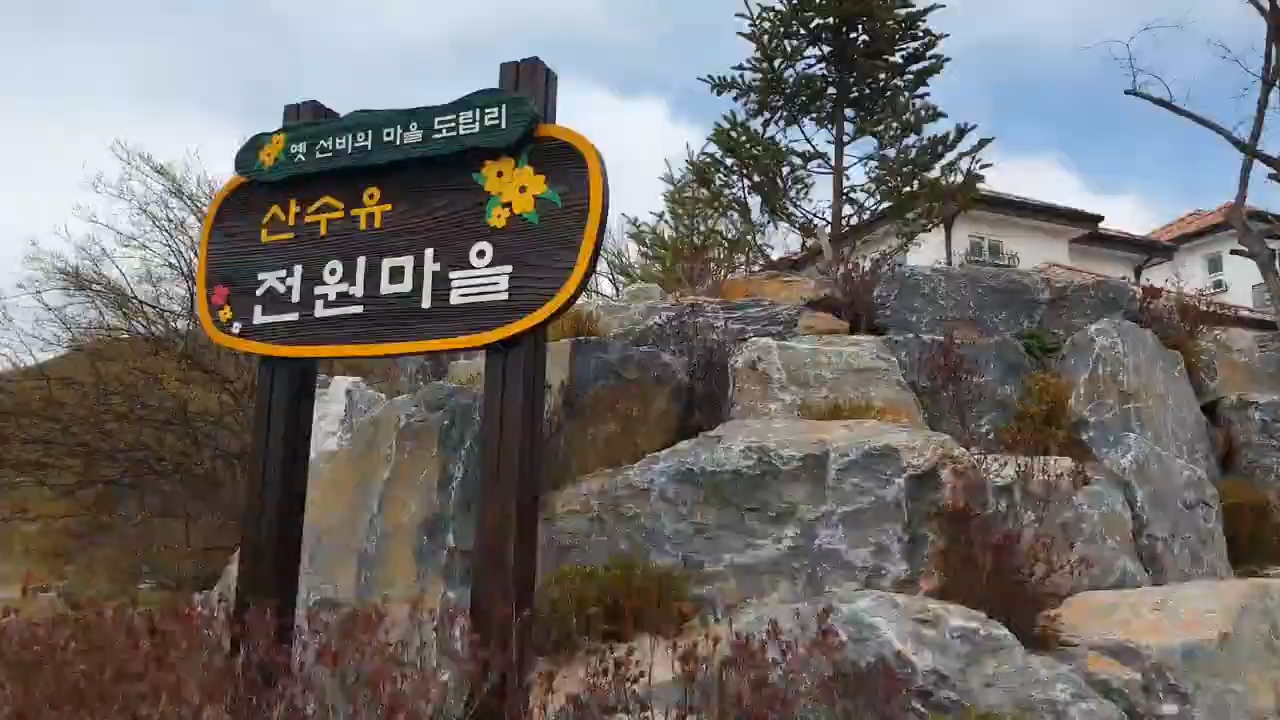 옛 선비의 마을 도립리
산수유
전원마을